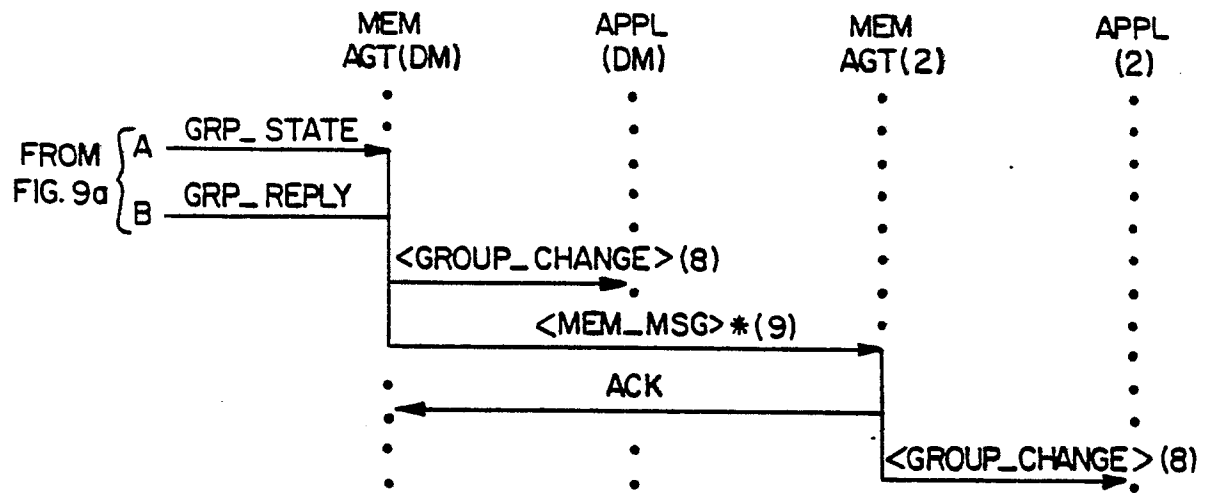 MEM AGT(DM)
APPL (DM)
MEM AGT(2)
APPL (2)
FROM FIG. 9a
A GRP_STATE
B GRP_REPLY
<GROUP_CHANGE>(8)
<MEM_MSG>*(9)
ACK
<GROUP_CHANGE>(8)